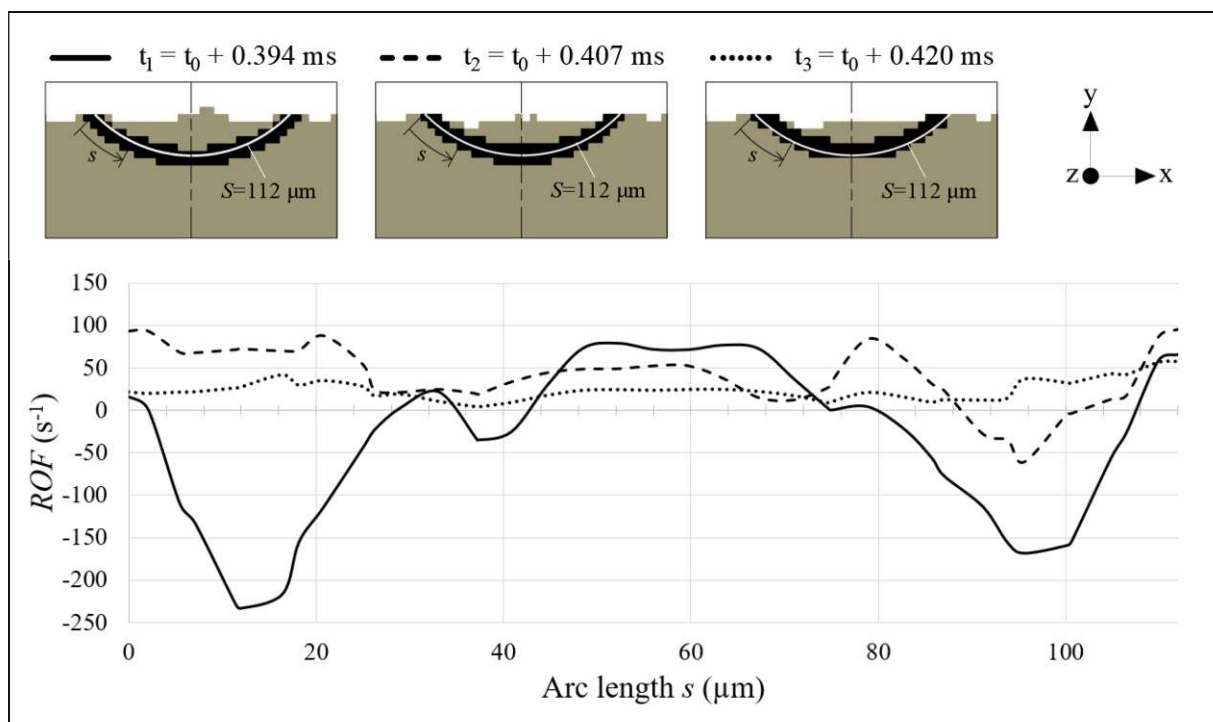 t₁ = t₀ + 0.394 ms t₂ = t₀ + 0.407 ms t₃ = t₀ + 0.420 ms
s s s
S=112 µm S=112 µm S=112 µm
y
z x
150
100
50
0
-50
-100
-150
-200
-250
ROF (s⁻¹)
0 20 40 60 80 100
Arc length s (µm)